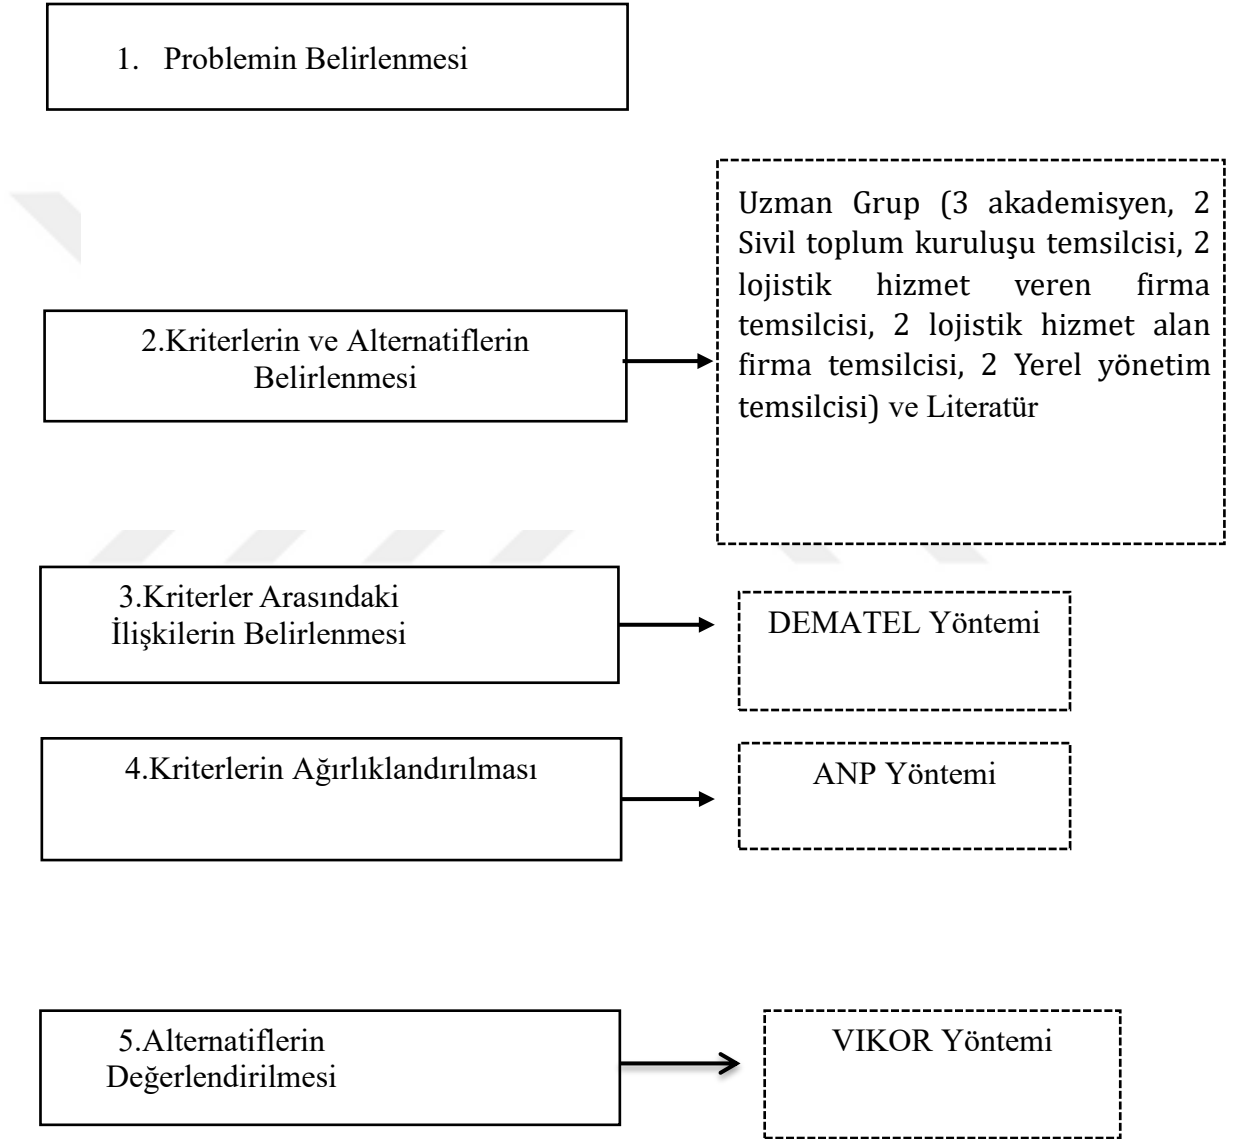 1. Problemin Belirlenmesi
2.Kriterlerin ve Alternatiflerin
Belirlenmesi
Uzman Grup (3 akademisyen, 2
Sivil toplum kuruluşu temsilcisi, 2
lojistik hizmet veren firma
temsilcisi, 2 lojistik hizmet alan
firma temsilcisi, 2 Yerel yönetim
temsilcisi) ve Literatür
3.Kriterler Arasındaki
İlişkilerin Belirlenmesi
DEMATEL Yöntemi
4.Kriterlerin Ağırlıklandırılması
ANP Yöntemi
5.Alternatiflerin
Değerlendirilmesi
VIKOR Yöntemi